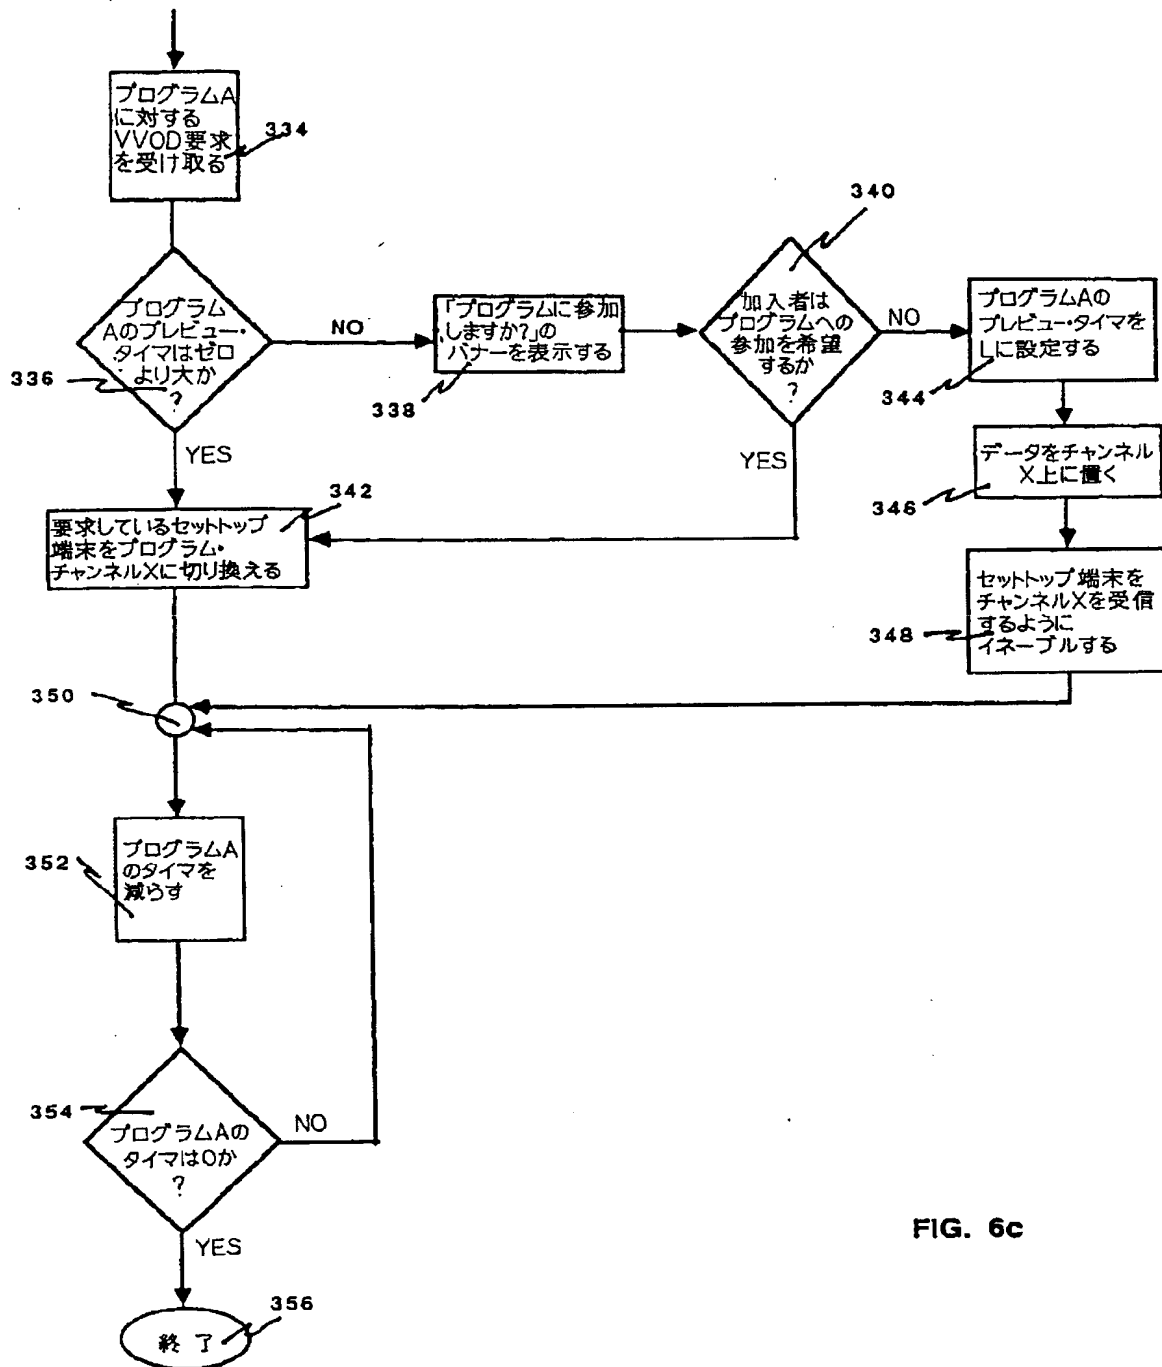 プログラムA
に対する
VVOD要求
を受け取る
334
プログラム
Aのプレビュー・
タイマはゼロ
より大か
?
336
NO
YES
「プログラムに参加
しますか?」の
バナーを表示する
338
340
加入者は
プログラムへの
参加を希望
するか
?
NO
YES
プログラムAの
プレビュー・タイマを
Lに設定する
344
データをチャンネル
X上に置く
346
セットトップ端末を
チャンネルXを受信
するように
イネーブルする
348
342
要求しているセットトップ
端末をプログラム・
チャンネルXに切り換える
350
プログラムA
のタイマを
減らす
352
354
プログラムAの
タイマは0か
?
NO
YES
終了
356
FIG. 6c